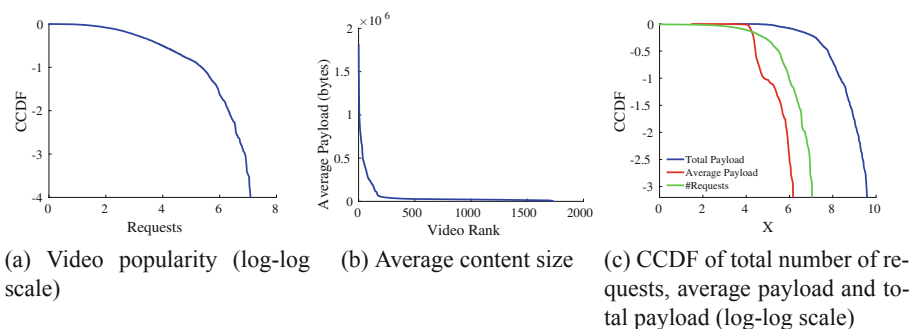 0
-1
-2
-3
-4
CCDF
0 2 4 6 8
Requests
× 10 6
2
1.5
1
0.5
0
Average Payload (bytes)
0 500 1000 1500 2000
Video Rank
0
-0.5
-1
-1.5
-2
-2.5
-3
CCDF
Total Payload
Average Payload
#Requests
0 2 4 6 8 10
X
(a) Video popularity (log-log
scale)
(b) Average content size
(c) CCDF of total number of re-
quests, average payload and to-
tal payload (log-log scale)